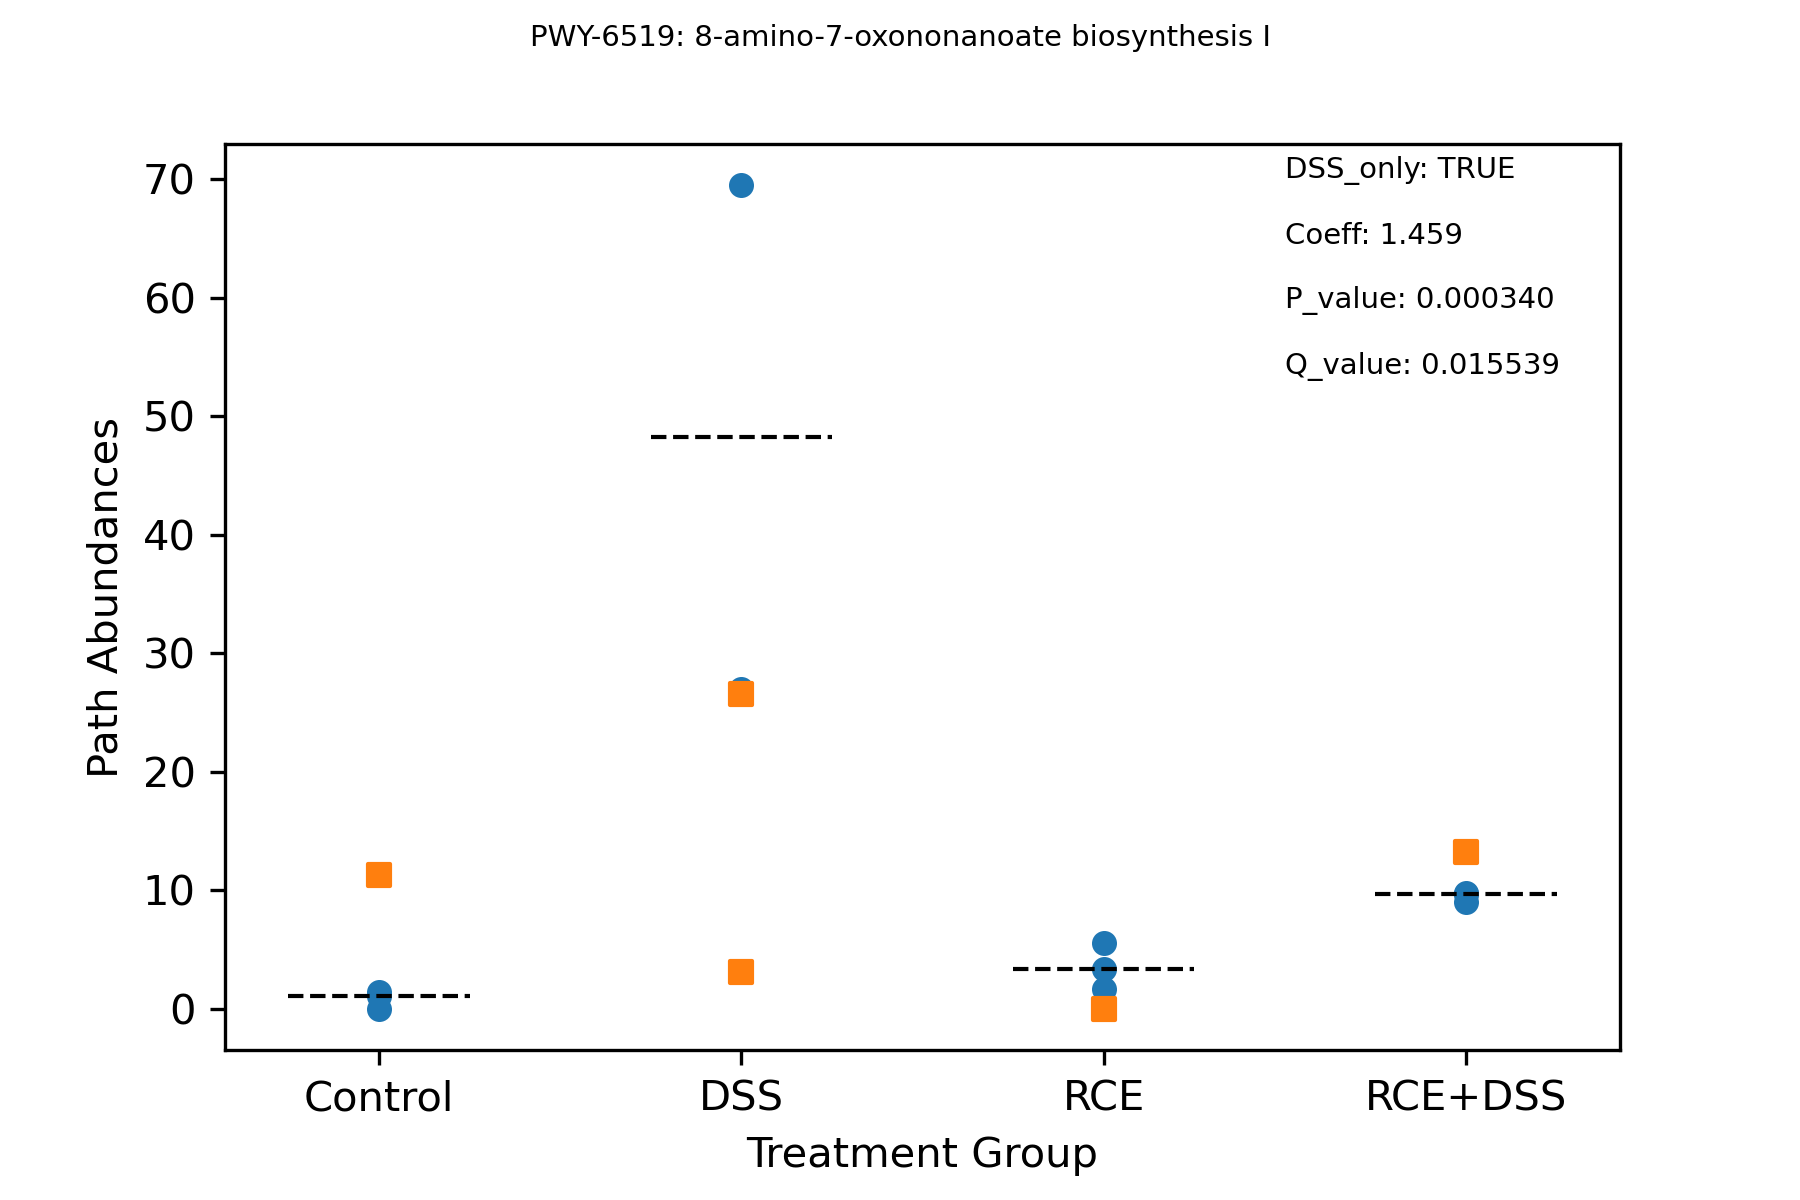 PWY-6519: 8-amino-7-oxononanoate biosynthesis I
DSS_only: TRUE
Coeff: 1.459
P_value: 0.000340
Q_value: 0.015539
Path Abundances
70
60
50
40
30
20
10
0
Control DSS RCE RCE+DSS
Treatment Group